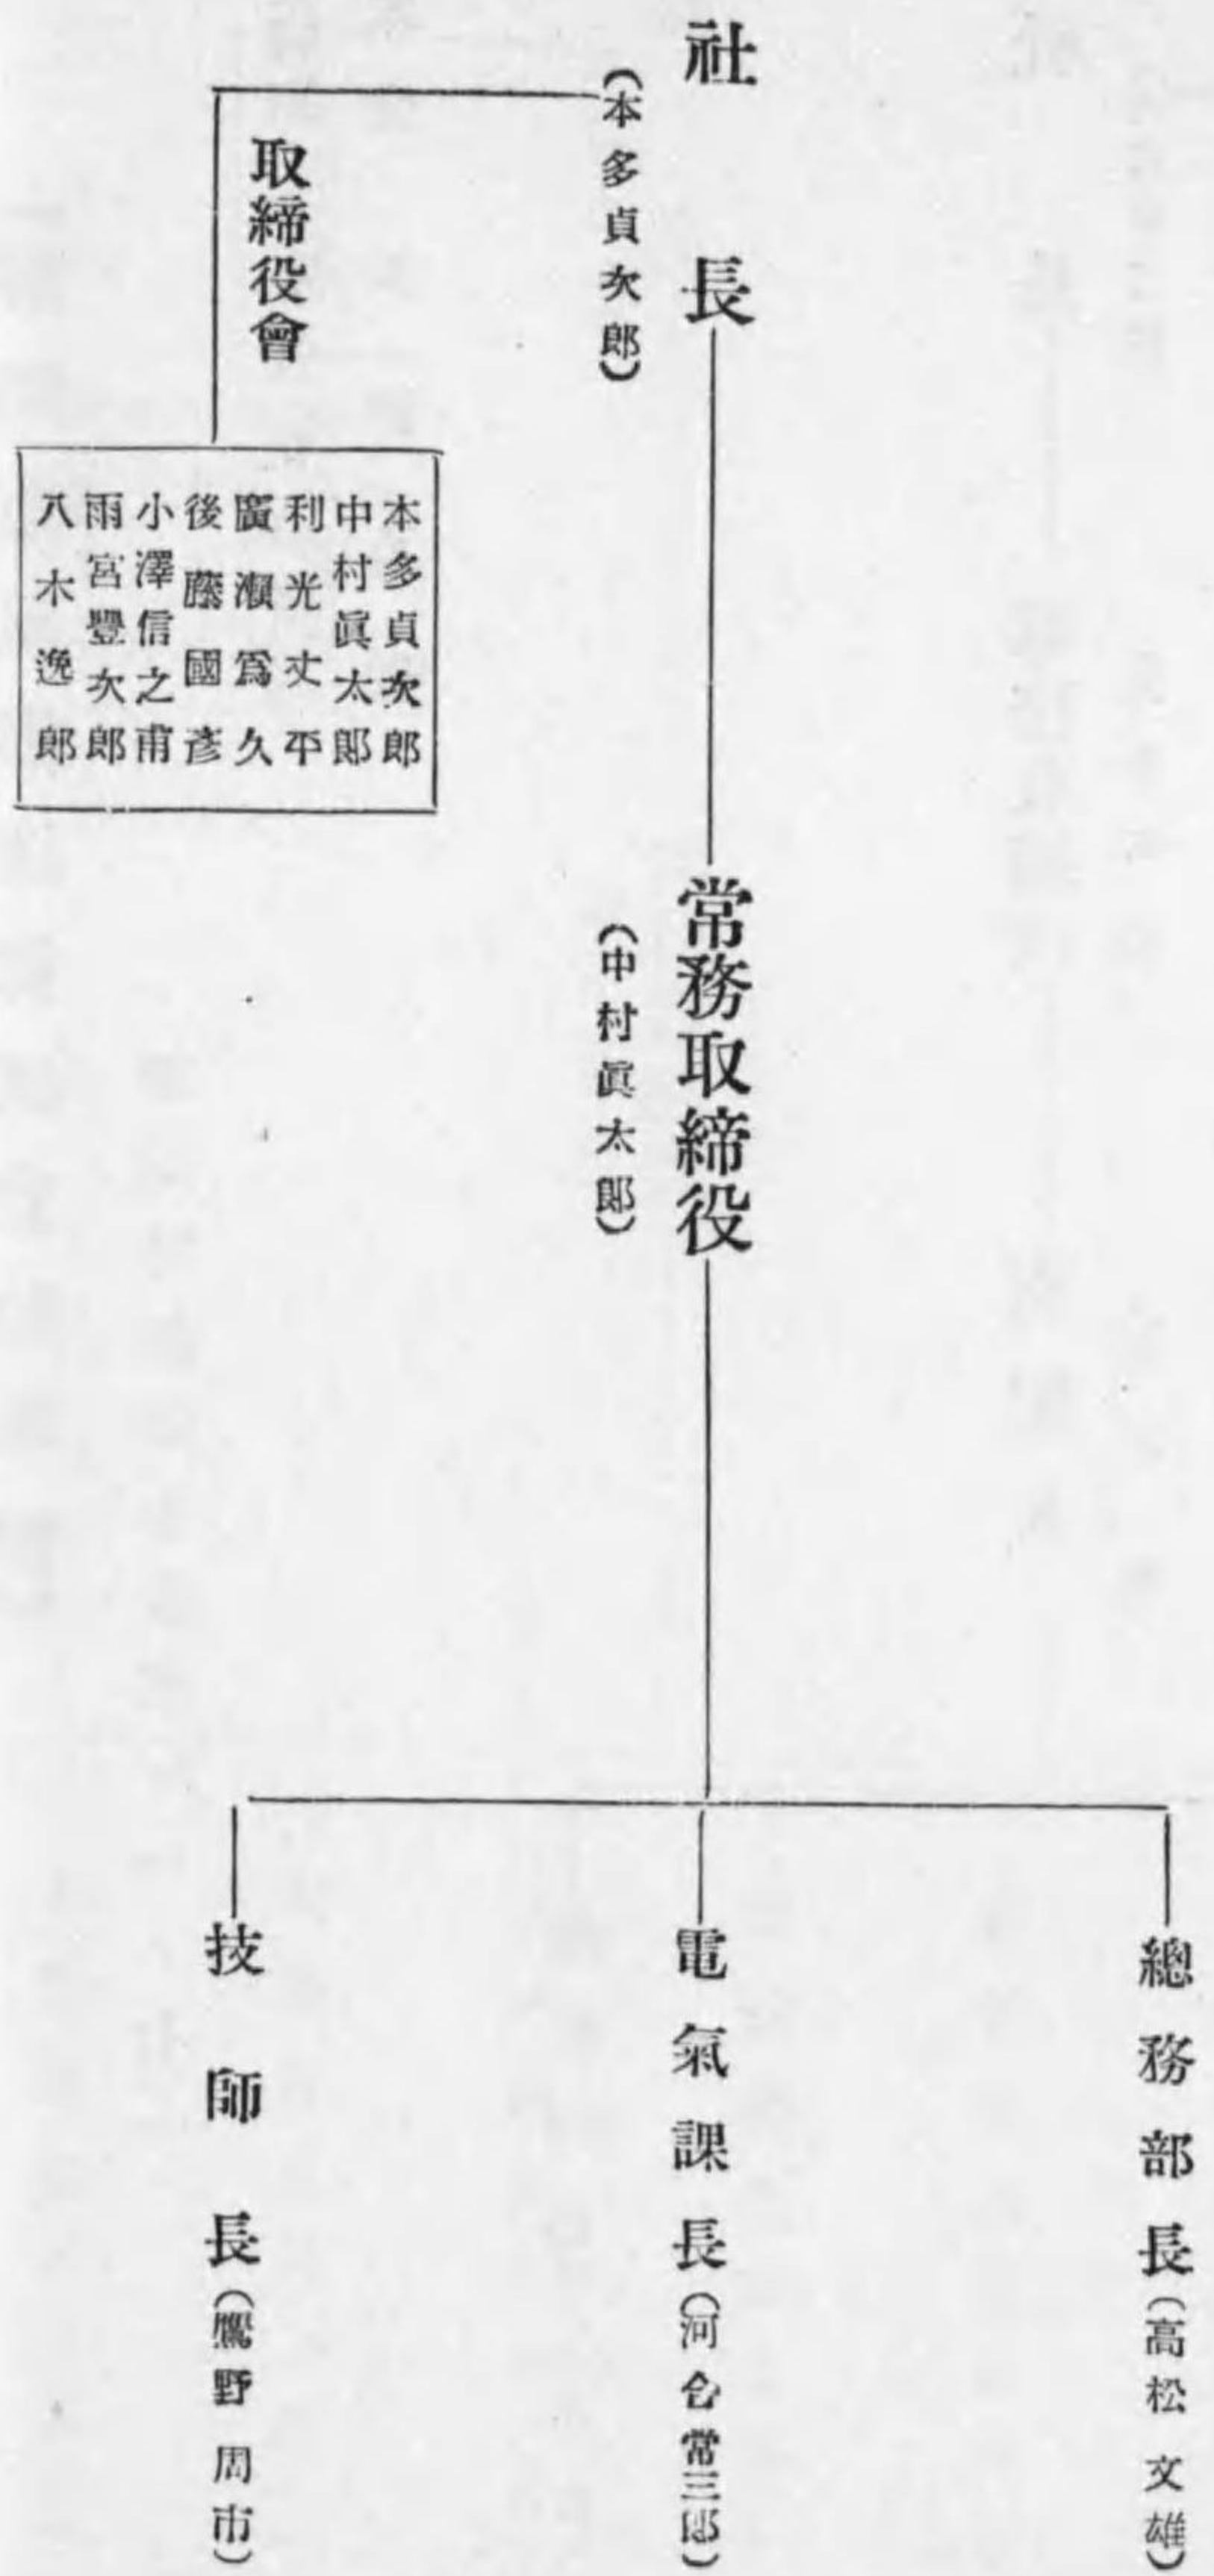 社長
(本多貞次郎)
取締役會
本多貞次郎
中村眞太郎
利光丈平
廣瀬爲久
後藤國彥
小澤信之甫
雨宮豐次郎
八木逸郎
常務取締役
(中村眞太郎)
總務部長(高松文雄)
電氣課長(河合常三郎)
技師長(鷹野周市)